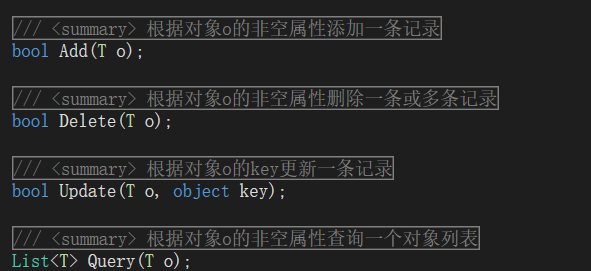 /// <summary> 根据对象o的非空属性添加一条记录
bool Add(T o);
/// <summary> 根据对象o的非空属性删除一条或多条记录
bool Delete(T o);
/// <summary> 根据对象o的key更新一条记录
bool Update(T o, object key);
/// <summary> 根据对象o的非空属性查询一个对象列表
List<T> Query(T o);